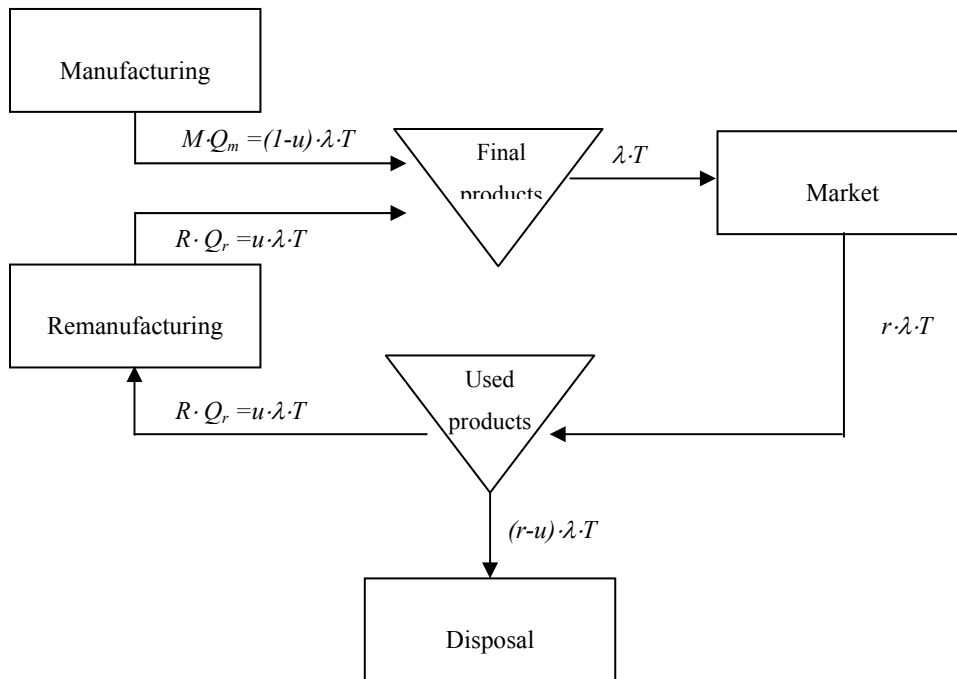 Manufacturing
M·Qm =(1-u)·λ·T
Final
products
λ·T
Market
R· Qr =u·λ·T
Remanufacturing
r·λ·T
Used
products
R· Qr =u·λ·T
(r-u)·λ·T
Disposal